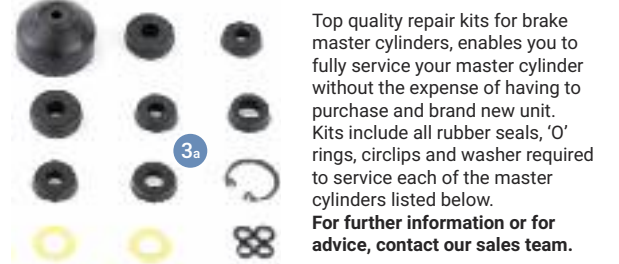 3a
Top quality repair kits for brake
master cylinders, enables you to
fully service your master cylinder
without the expense of having to
purchase and brand new unit.
Kits include all rubber seals, ‘O’
rings, circlips and washer required
to service each of the master
cylinders listed below.
For further information or for
advice, contact our sales team.